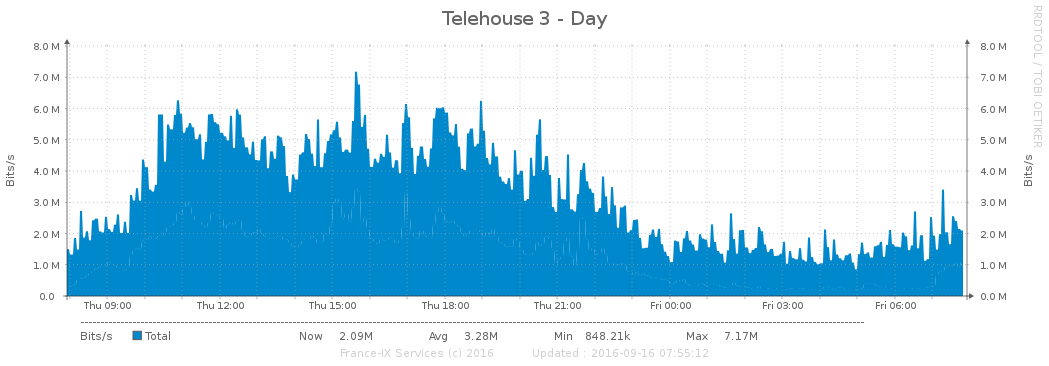 Telehouse 3 - Day
RRDTOOL / TOBI OETIKER
Bits/s
8.0 M
7.0 M
6.0 M
5.0 M
4.0 M
3.0 M
2.0 M
1.0 M
0.0
8.0 M
7.0 M
6.0 M
5.0 M
4.0 M
3.0 M
2.0 M
1.0 M
0.0 M
Bits/s
Thu 09:00 Thu 12:00 Thu 15:00 Thu 18:00 Thu 21:00 Fri 00:00 Fri 03:00 Fri 06:00
Bits/s Total Now 2.09M Avg 3.28M Min 848.21k Max 7.17M
France-IX Services (c) 2016 Updated : 2016-09-16 07:55:12